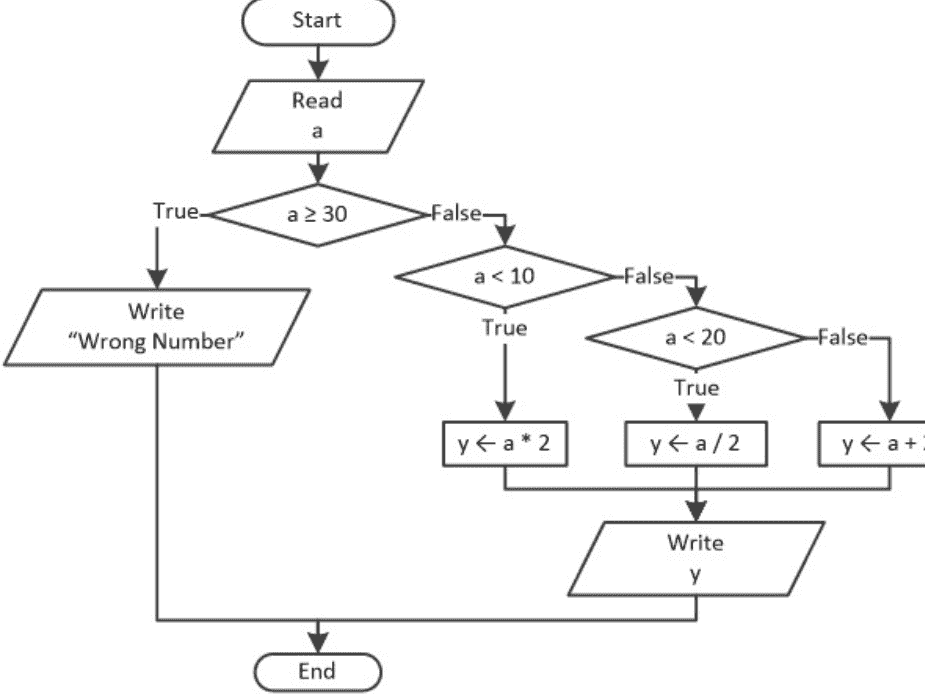 Start
Read
a
a ≥ 30
True
False
a < 10
False
Write
"Wrong Number"
True
a < 20
False
True
y ← a * 2
y ← a / 2
y ← a +
Write
y
End